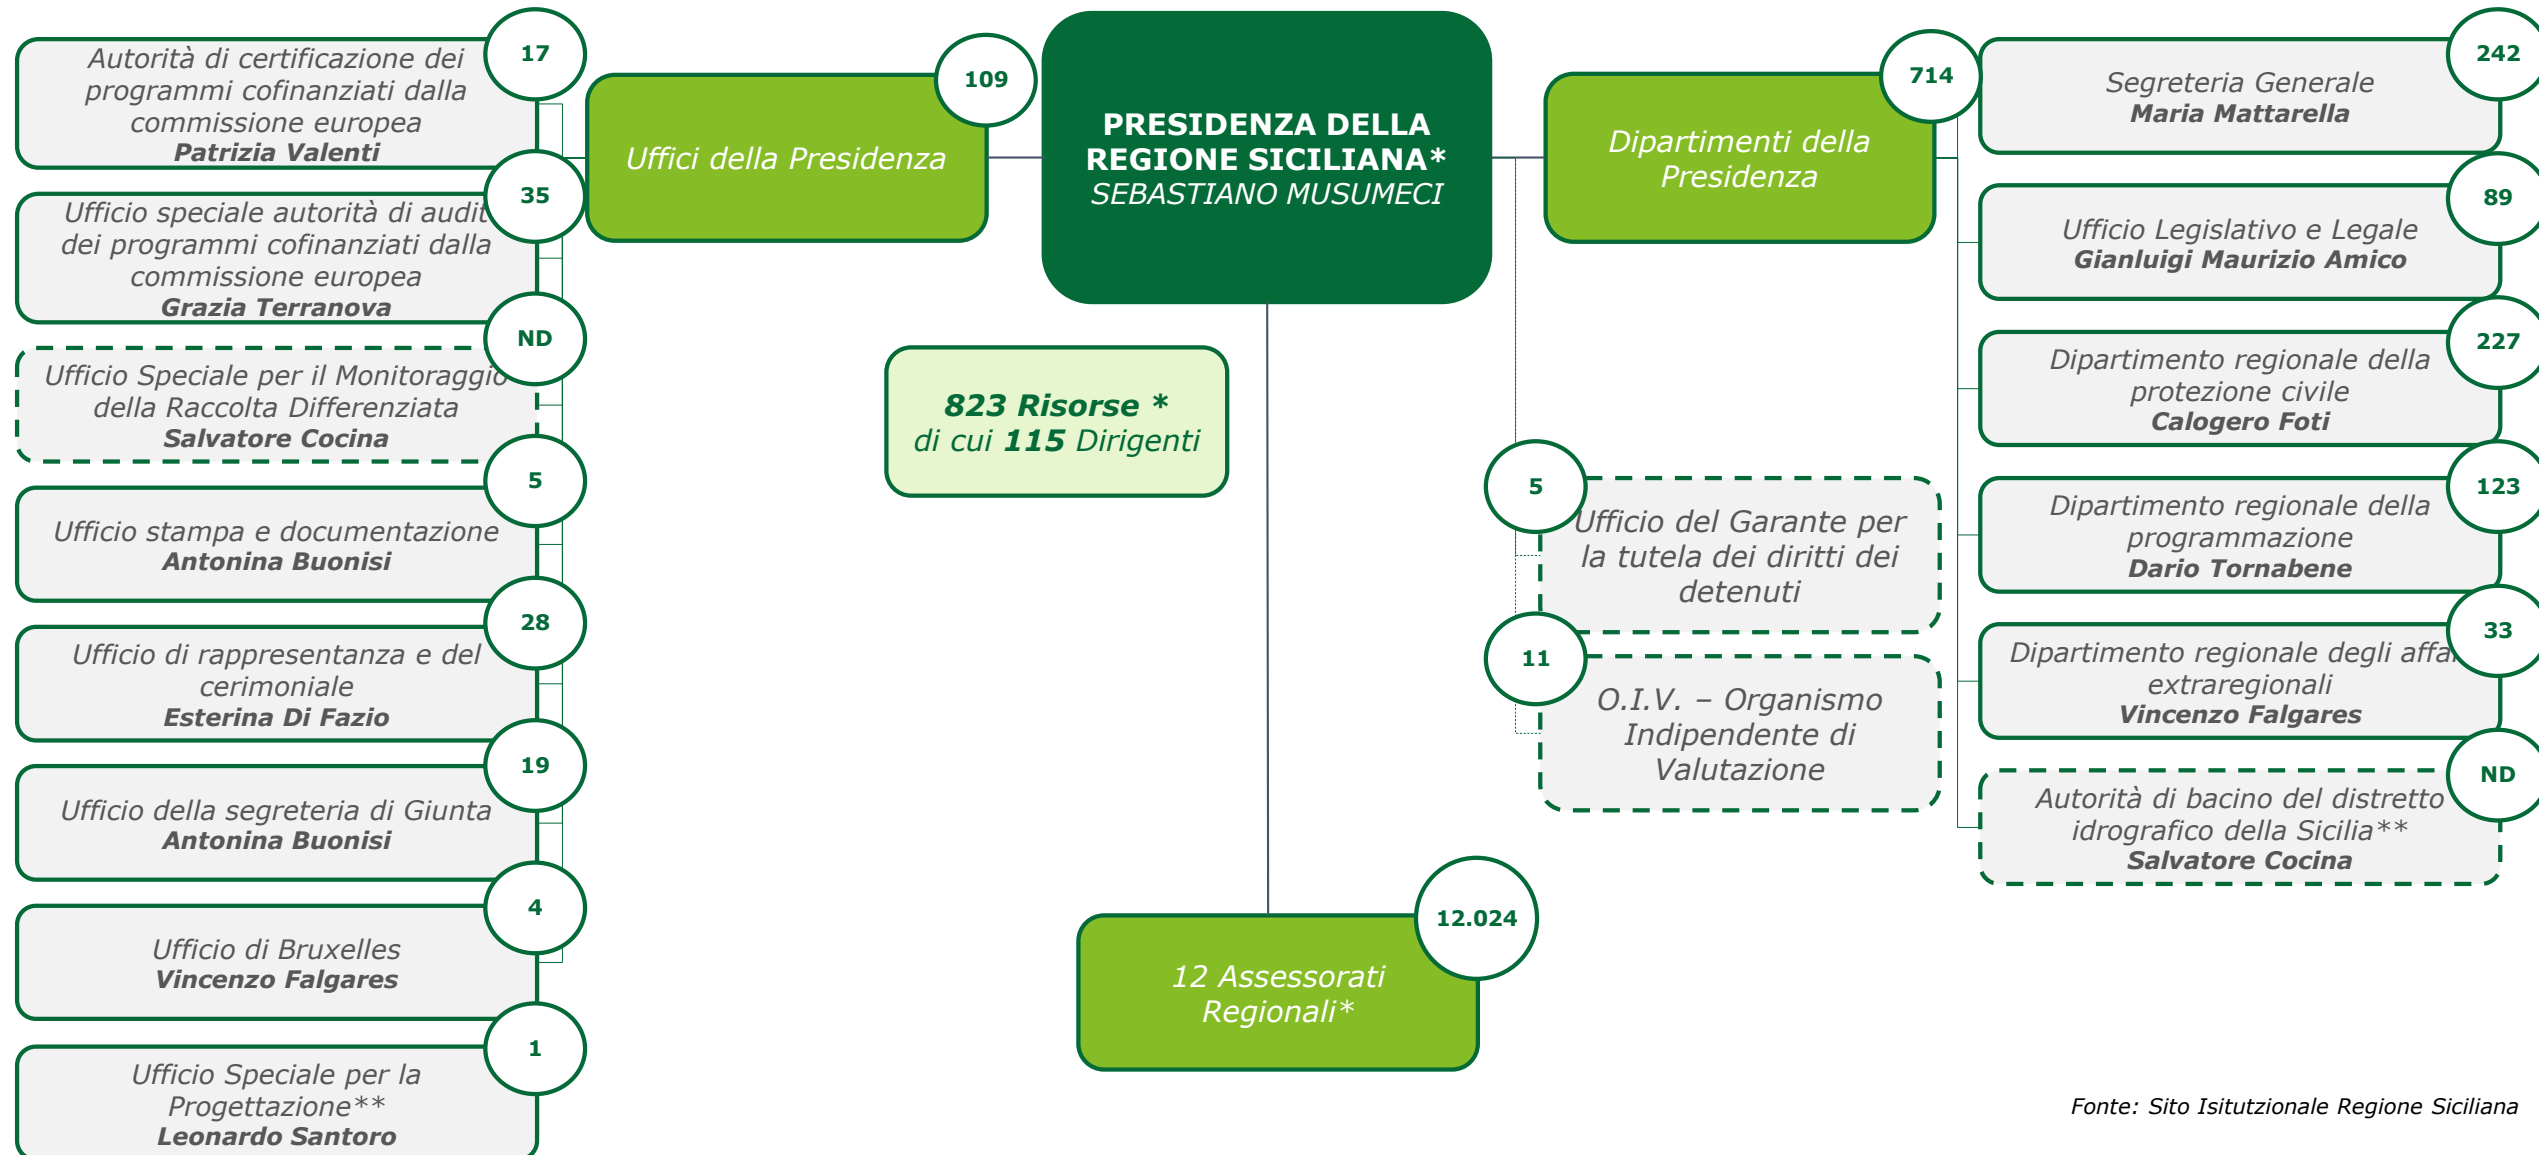 17
Autorità di certificazione dei
programmi cofinanziati dalla
commissione europea
Patrizia Valenti
35
Ufficio speciale autorità di audit
dei programmi cofinanziati dalla
commissione europea
Grazia Terranova
ND
Ufficio Speciale per il Monitoraggio
della Raccolta Differenziata
Salvatore Cocina
5
Ufficio stampa e documentazione
Antonina Buonisi
28
Ufficio di rappresentanza e del
cerimoniale
Esterina Di Fazio
19
Ufficio della segreteria di Giunta
Antonina Buonisi
4
Ufficio di Bruxelles
Vincenzo Falgares
1
Ufficio Speciale per la
Progettazione**
Leonardo Santoro
109
Uffici della Presidenza
PRESIDENZA DELLA
REGIONE SICILIANA*
SEBASTIANO MUSUMECI
823 Risorse *
di cui 115 Dirigenti
12.024
12 Assessorati
Regionali*
714
Dipartimenti della
Presidenza
5
Ufficio del Garante per
la tutela dei diritti dei
detenuti
11
O.I.V. – Organismo
Indipendente di
Valutazione
242
Segreteria Generale
Maria Mattarella
89
Ufficio Legislativo e Legale
Gianluigi Maurizio Amico
227
Dipartimento regionale della
protezione civile
Calogero Foti
123
Dipartimento regionale della
programmazione
Dario Tornabene
33
Dipartimento regionale degli affari
extraregionali
Vincenzo Falgares
ND
Autorità di bacino del distretto
idrografico della Sicilia**
Salvatore Cocina
Fonte: Sito Isitutzionale Regione Siciliana